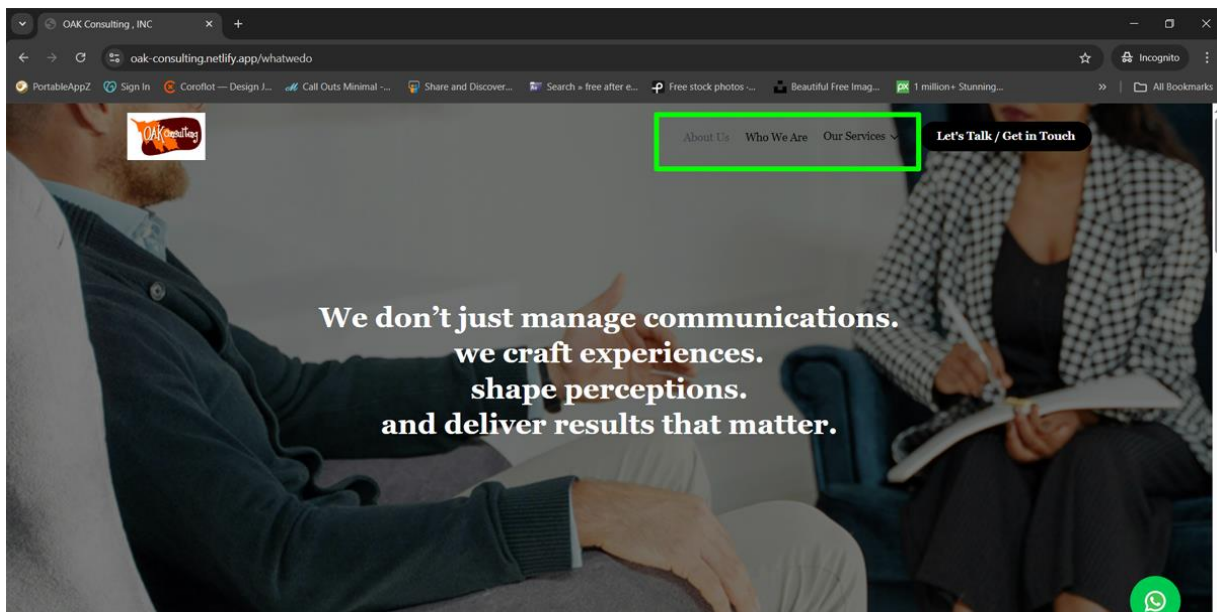 OAK Consulting , INC
oak-consulting.netlify.app/whatwedo
Incognito
PortableAppZ Sign In Coroflot — Design J... Call Outs Minimal -... Share and Discover... Search » free after e... Free stock photos -... Beautiful Free Imag... 1 million+ Stunning... » All Bookmarks
OAK Consulting
About Us Who We Are Our Services Let's Talk / Get in Touch
We don’t just manage communications.
we craft experiences.
shape perceptions.
and deliver results that matter.